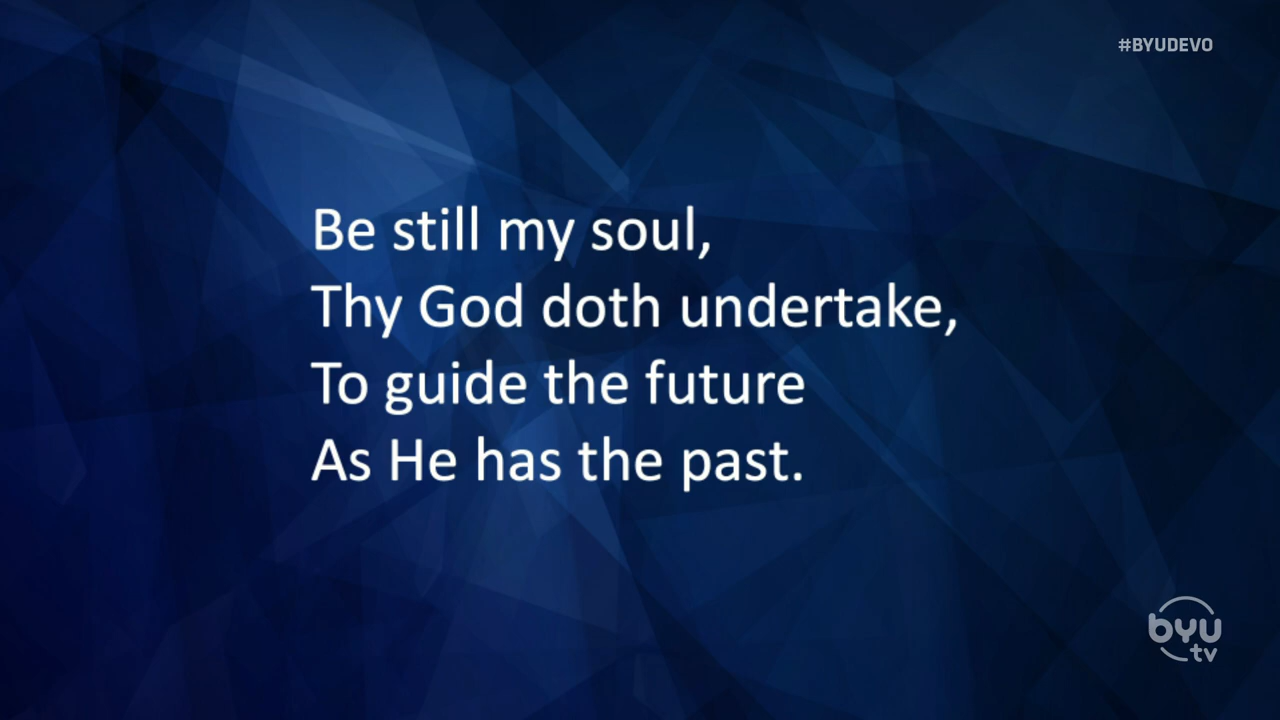 #BYUDEVO
Be still my soul,
Thy God doth undertake,
To guide the future
As He has the past.
byu
tv